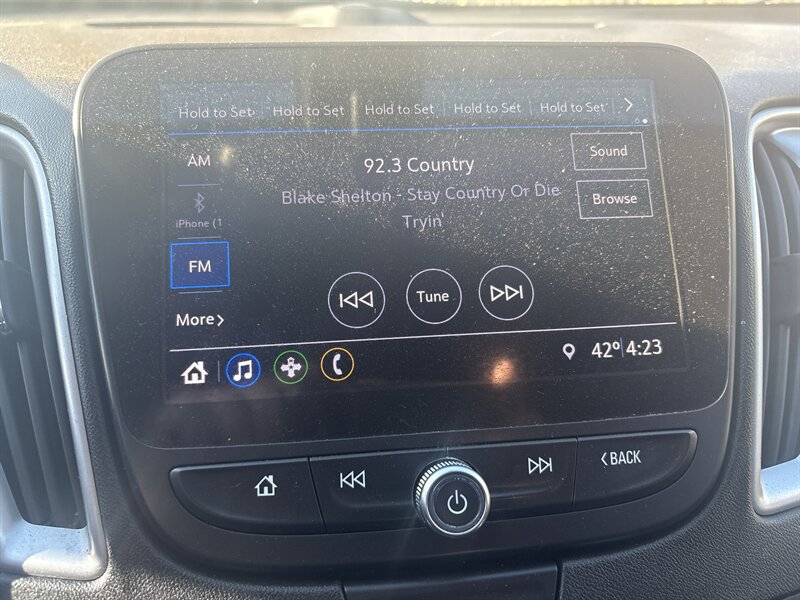 Hold to Set Hold to Set Hold to Set Hold to Set Hold to Set
AM
92.3 Country
Sound
Blake Shelton - Stay Country Or Die
Tryin'
Browse
iPhone (1
FM
Tune
More
42° 4:23
BACK